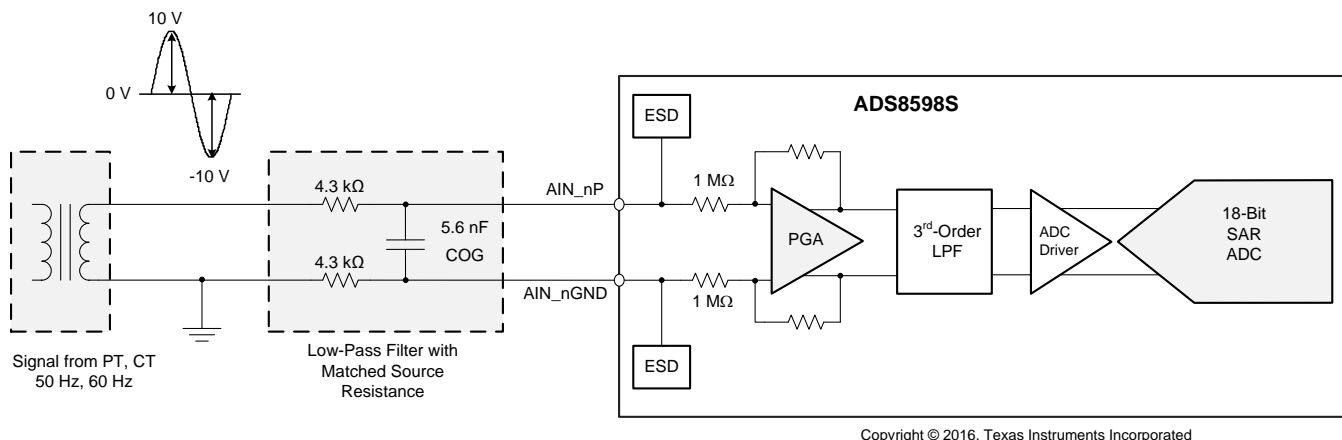 10 V
0 V
-10 V
ADS8598S
ESD
4.3 kΩ
AIN_nP
1 MΩ
5.6 nF
COG
PGA
3rd-Order
LPF
ADC
Driver
18-Bit
SAR
ADC
4.3 kΩ
AIN_nGND
1 MΩ
ESD
Signal from PT, CT
50 Hz, 60 Hz
Low-Pass Filter with
Matched Source
Resistance
Copyright © 2016, Texas Instruments Incorporated